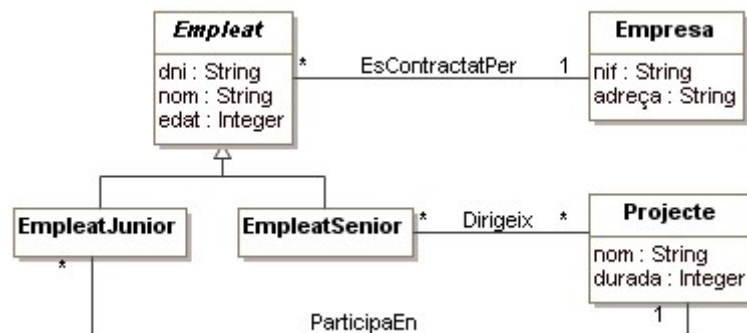 Empleat
dni : String
nom : String
edat : Integer
* EsContractatPer 1
Empresa
nif : String
adreça : String
EmpleatJunior
EmpleatSenior
* Dirigeix *
Projecte
nom : String
durada : Integer
* ParticipaEn 1